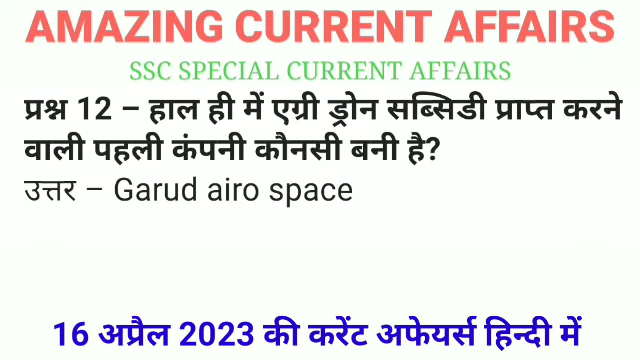 AMAZING CURRENT AFFAIRS
SSC SPECIAL CURRENT AFFAIRS
प्रश्न 12 – हाल ही में एग्री ड्रोन सब्सिडी प्राप्त करने
वाली पहली कंपनी कौनसी बनी है?
उत्तर – Garud airo space
16 अप्रैल 2023 की करेंट अफेयर्स हिन्दी में